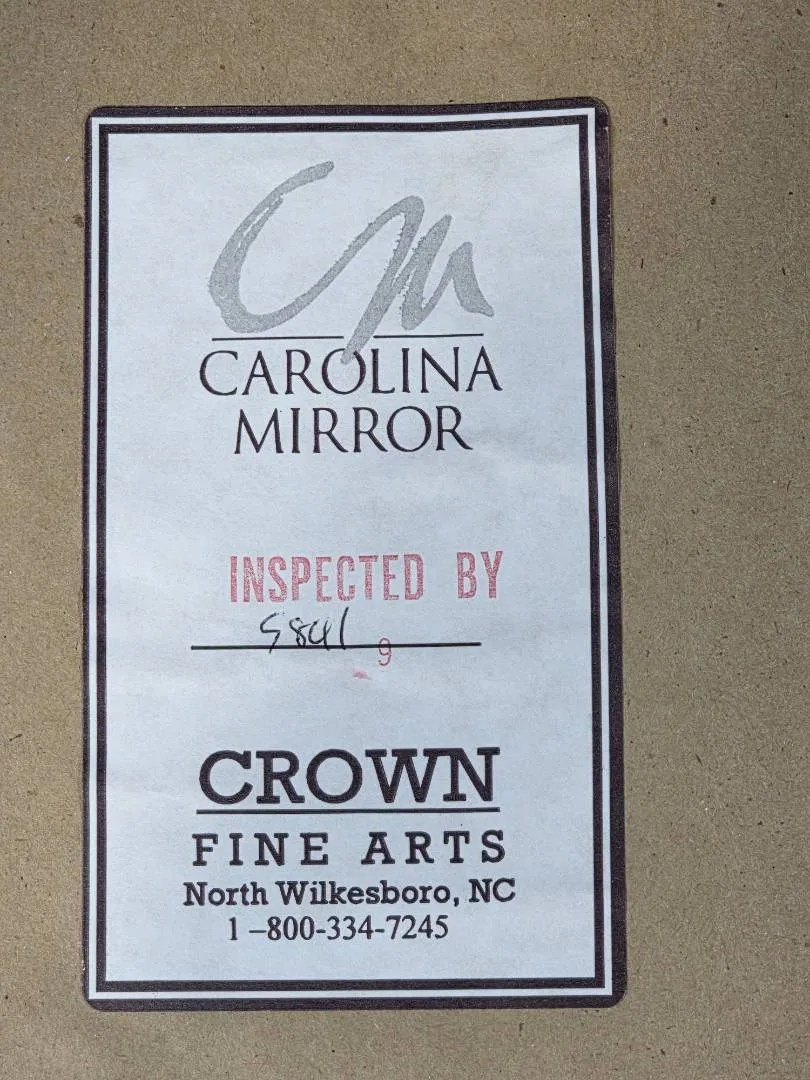 CM
CAROLINA
MIRROR
INSPECTED BY
5841
9
CROWN
FINE ARTS
North Wilkesboro, NC
1-800-334-7245